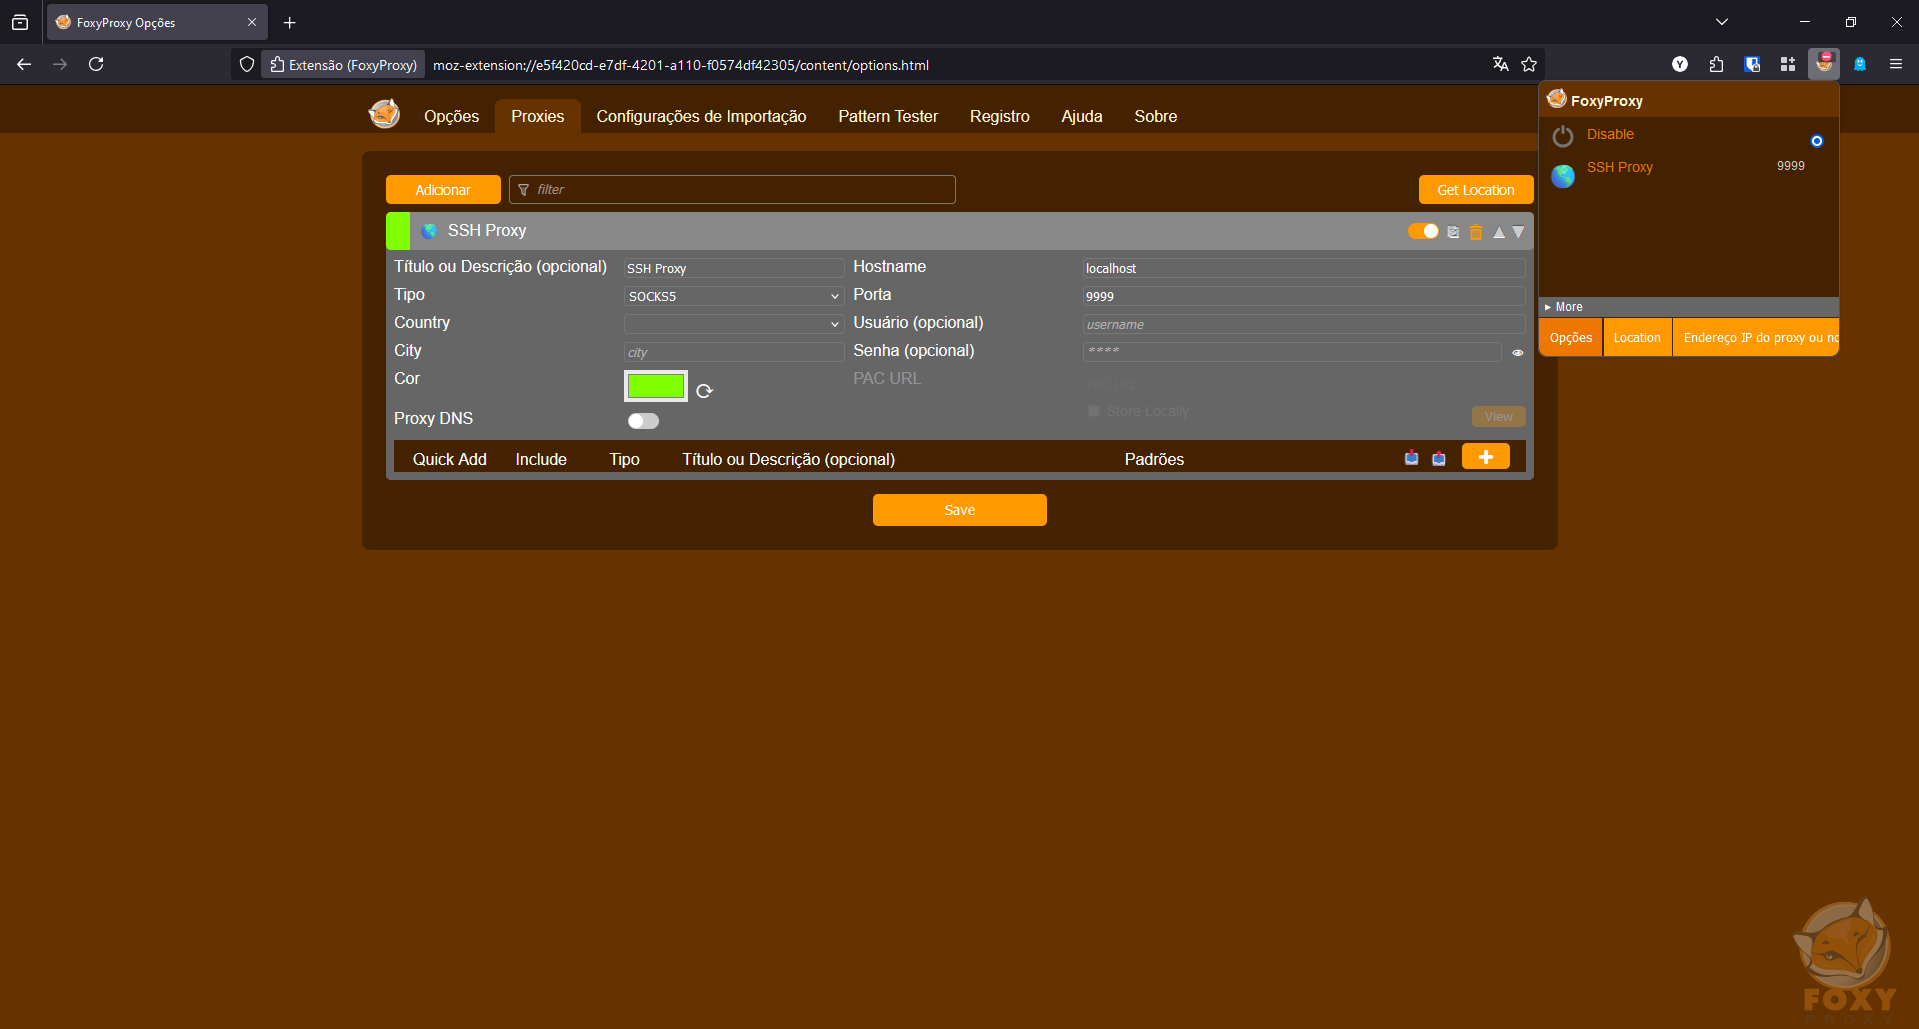 FoxyProxy Opções
Extensão (FoxyProxy)
moz-extension://e5f420cd-e7df-4201-a110-f0574df42305/content/options.html
Opções
Proxies
Configurações de Importação
Pattern Tester
Registro
Ajuda
Sobre
FoxyProxy
Disable
SSH Proxy 9999
More
Opções
Location
Endereço IP do proxy ou no
Adicionar
filter
Get Location
SSH Proxy
Título ou Descrição (opcional) SSH Proxy Hostname localhost
Tipo SOCKS5 Porta 9999
Country Usuário (opcional) username
City city Senha (opcional) ****
Cor PAC URL PAC URL
Store Locally View
Proxy DNS
Quick Add Include Tipo Título ou Descrição (opcional) Padrões
Save
FOXY
PROXY